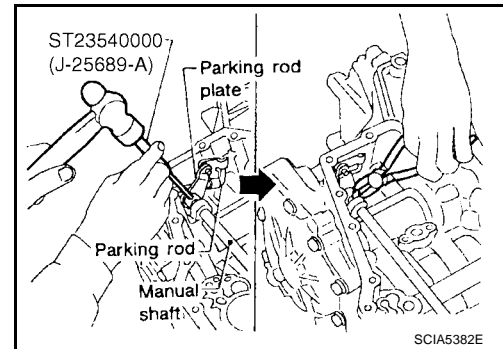 ST23540000
(J-25689-A)
Parking rod
plate
Parking rod
Manual
shaft
SCIA5382E